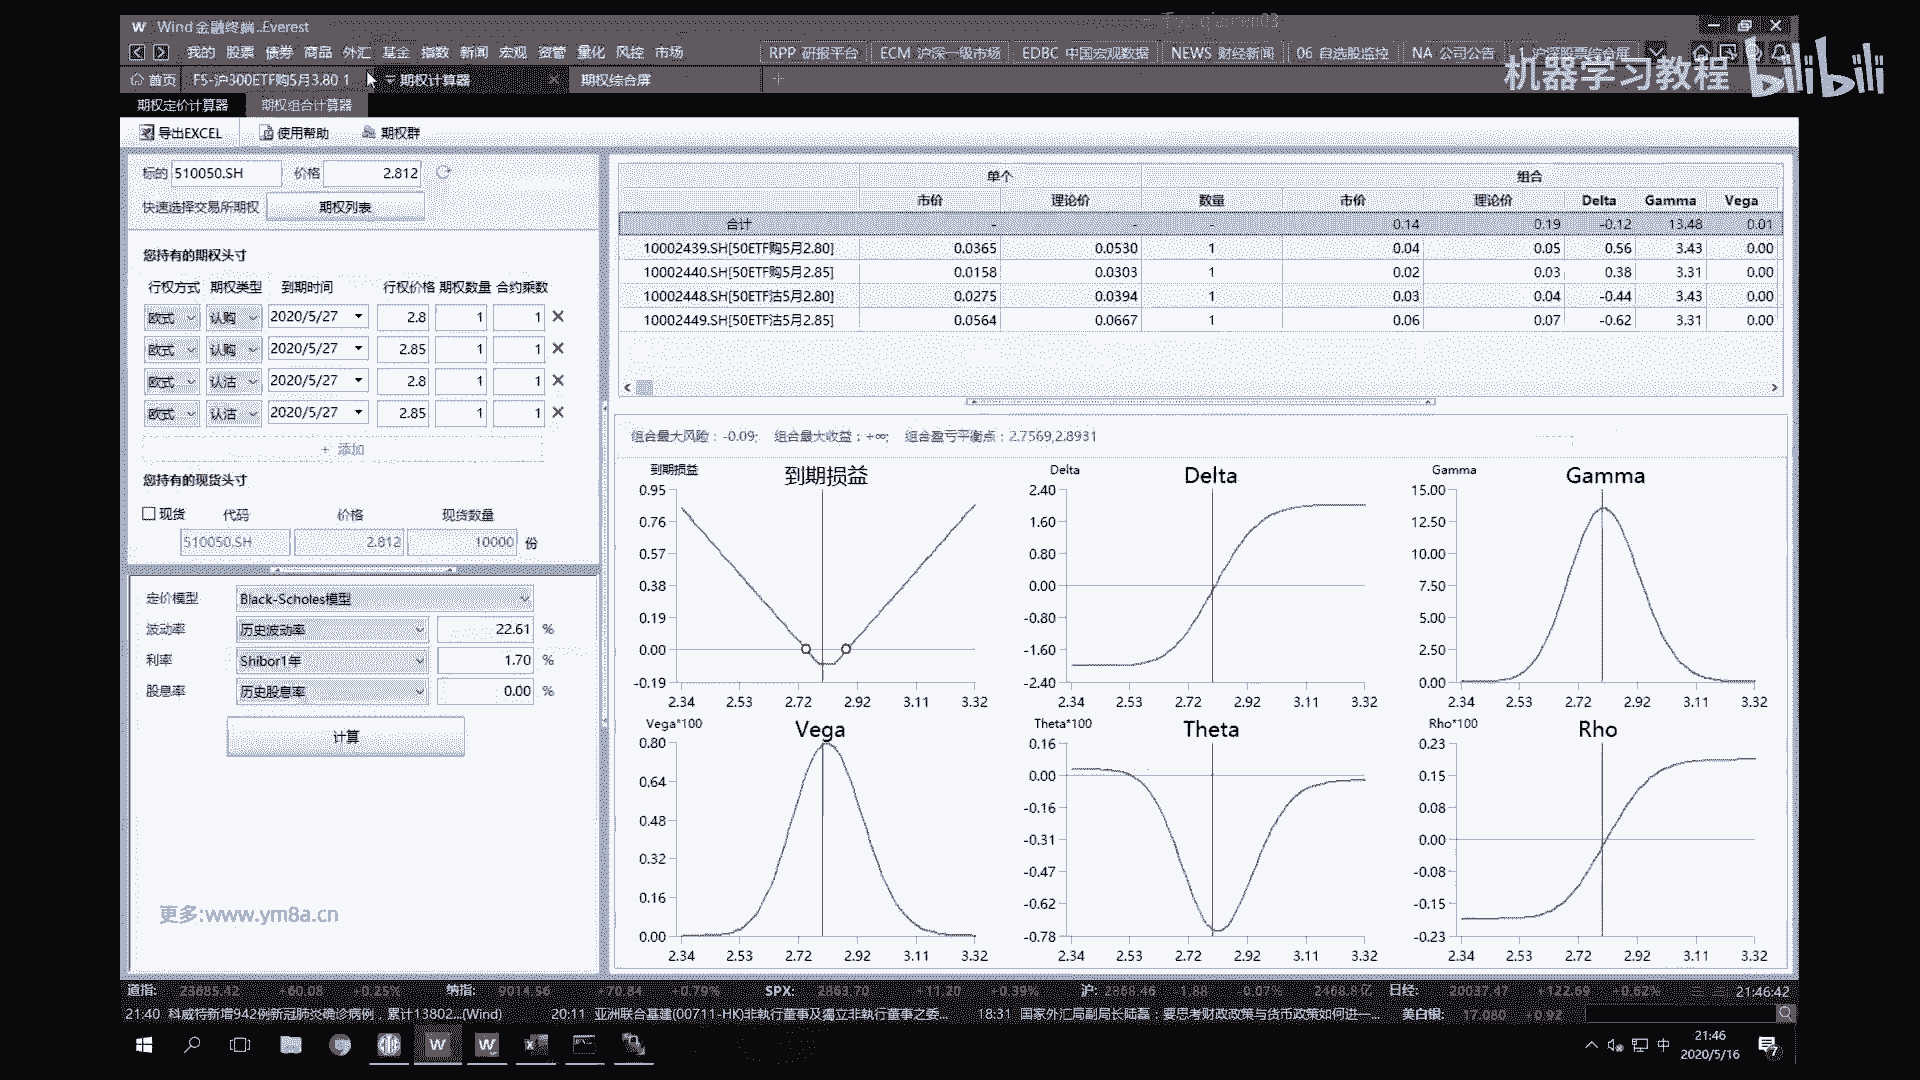 Wind 金融终端..Everest
我的 股票 债券 商品 外汇 基金 指数 新闻 宏观 资管 量化 风控 市场 RPP 研报平台 ECM 沪深一级市场 EDBC 中国宏观数据 NEWS 财经新闻 06 自选股监控 NA 公司公告 1 沪深股票综合屏
机器学习教程 bilibili
首页 F5-沪300ETF购5月3.80 1 期权计算器 × 期权综合屏 +
期权定价计算器 期权组合计算器
导出EXCEL 使用帮助 期权群
标的 510050.SH 价格 2.812
快速选择交易所期权 期权列表
您持有的期权头寸
行权方式 期权类型 到期时间 行权价格 期权数量 合约乘数
欧式 认购 2020/5/27 2.8 1 1 ×
欧式 认购 2020/5/27 2.85 1 1 ×
欧式 认沽 2020/5/27 2.8 1 1 ×
欧式 认沽 2020/5/27 2.85 1 1 ×
+ 添加
您持有的现货头寸
现货 代码 价格 现货数量
510050.SH 2.812 10000 份
定价模型 Black-Scholes模型
波动率 历史波动率 22.61 %
利率 Shibor1年 1.70 %
股息率 历史股息率 0.00 %
计算
更多:www.ym8a.cn
单个 组合
市价 理论价 数量 市价 理论价 Delta Gamma Vega
合计 - - - 0.14 0.19 -0.12 13.48 0.01
10002439.SH[50ETF购5月2.80] 0.0365 0.0530 1 0.04 0.05 0.56 3.43 0.00
10002440.SH[50ETF购5月2.85] 0.0158 0.0303 1 0.02 0.03 0.38 3.31 0.00
10002448.SH[50ETF沽5月2.80] 0.0275 0.0394 1 0.03 0.04 -0.44 3.43 0.00
10002449.SH[50ETF沽5月2.85] 0.0564 0.0667 1 0.06 0.07 -0.62 3.31 0.00
组合最大风险：-0.09; 组合最大收益：+∞; 组合盈亏平衡点：2.7569,2.8931
到期损益 到期损益
0.95
0.76
0.57
0.38
0.19
0.00
-0.19
2.34 2.53 2.72 2.92 3.11 3.32
Delta Delta
2.40
1.60
0.80
0.00
-0.80
-1.60
-2.40
2.34 2.53 2.72 2.92 3.11 3.32
Gamma Gamma
15.00
12.50
10.00
7.50
5.00
2.50
0.00
2.34 2.53 2.72 2.92 3.11 3.32
Vega*100 Vega
0.80
0.64
0.48
0.32
0.16
0.00
2.34 2.53 2.72 2.92 3.11 3.32
Theta*100 Theta
0.16
0.00
-0.16
-0.31
-0.47
-0.62
-0.78
2.34 2.53 2.72 2.92 3.11 3.32
Rho*100 Rho
0.23
0.15
0.08
0.00
-0.08
-0.15
-0.23
2.34 2.53 2.72 2.92 3.11 3.32
道指: 23685.42 +60.08 +0.25% 纳指: 9014.56 +70.84 +0.79% SPX: 2863.70 +11.20 +0.39% 沪: 2868.46 1.88 0.07% 2468.8亿 日经: 20037.47 +122.69 +0.62% 21:46:42
21:40 科威特新增942例新冠肺炎确诊病例，累计13802...(Wind) 20:11 亚洲联合基建(00711-HK)非执行董事及独立非执行董事之委... 18:31 国家外汇局副局长陆磊：要思考财政政策与货币政策如何进一... 美白银: 17.080 +0.92
中 21:46
2020/5/16 7